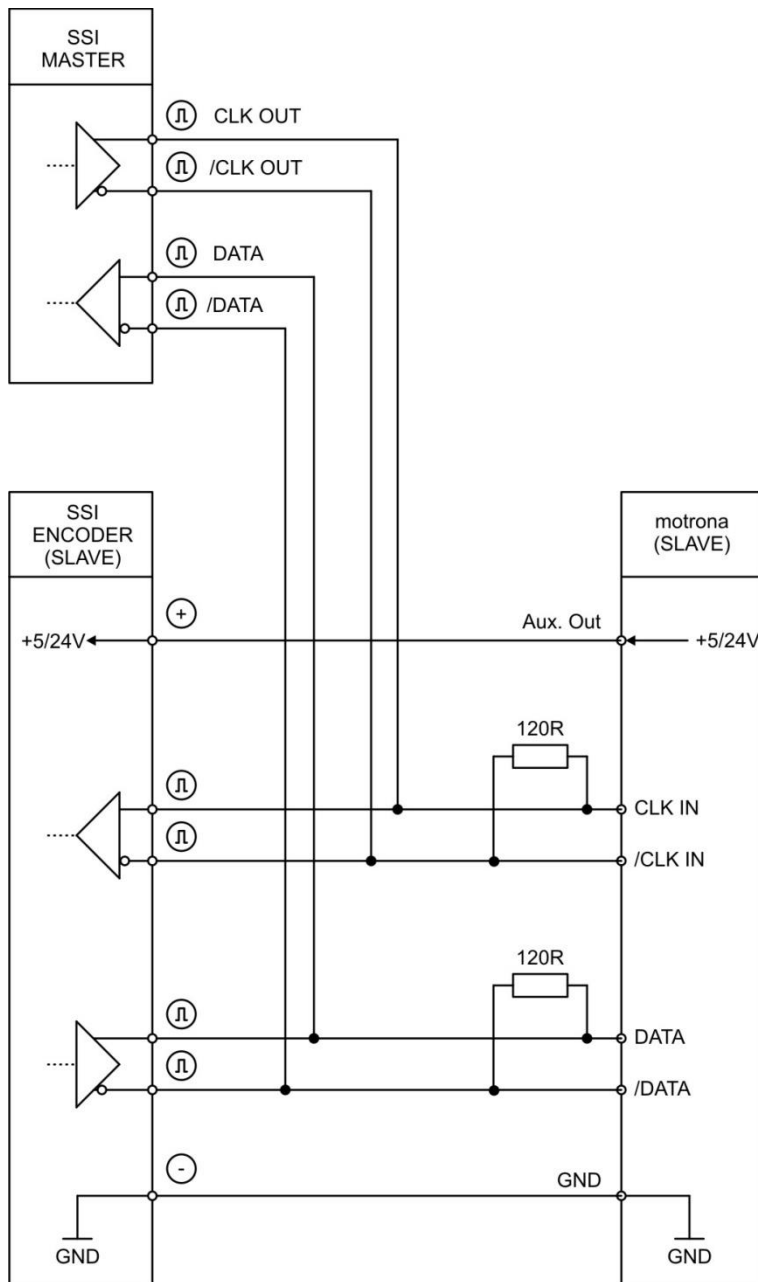 SSI
MASTER
CLK OUT
/CLK OUT
DATA
/DATA
SSI
ENCODER
(SLAVE)
motrona
(SLAVE)
+
Aux. Out
+5/24V
+5/24V
120R
CLK IN
/CLK IN
120R
DATA
/DATA
-
GND
GND
GND